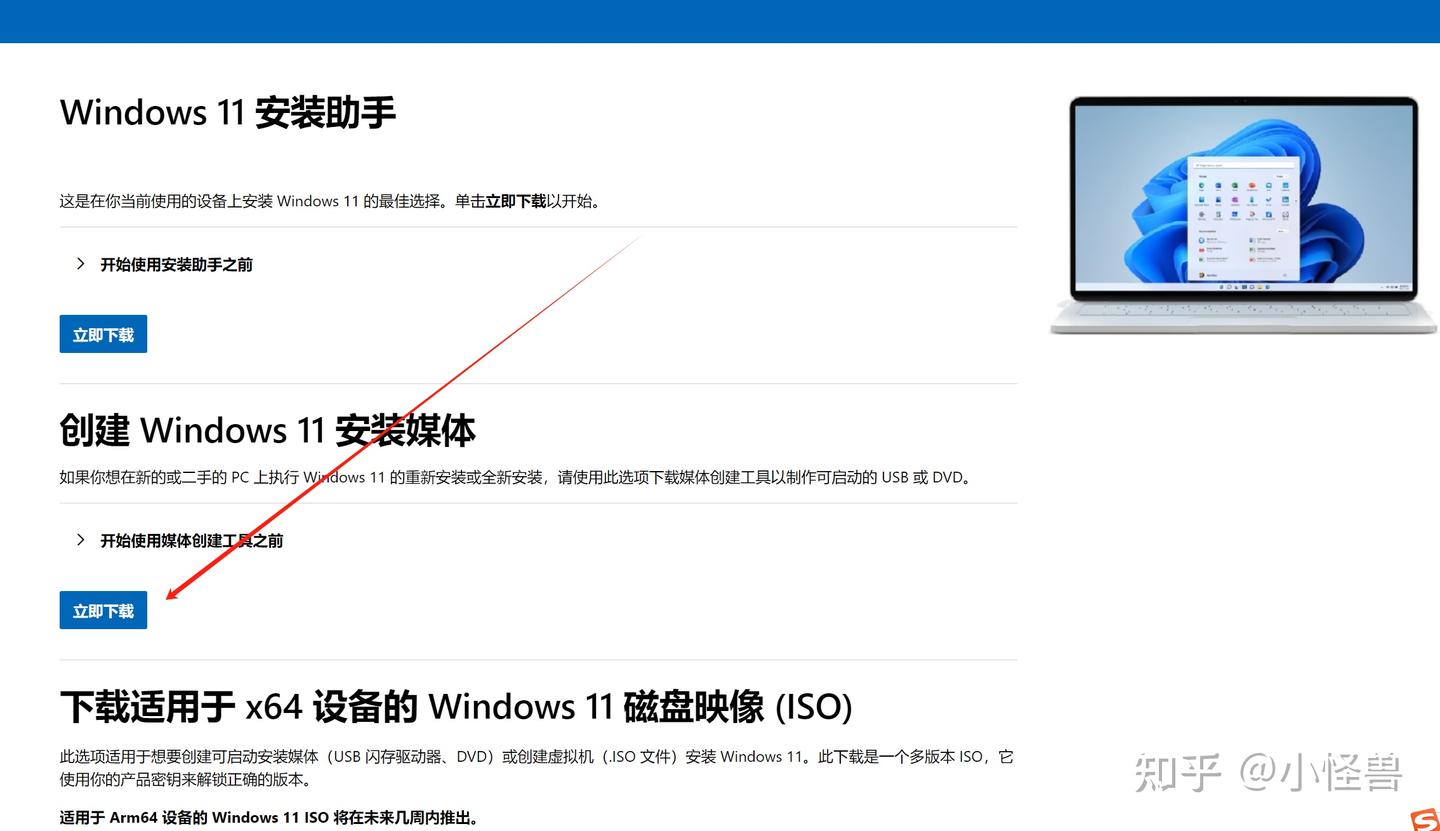 Windows 11 安装助手
这是在你当前使用的设备上安装 Windows 11 的最佳选择。单击立即下载以开始。
开始使用安装助手之前
立即下载
创建 Windows 11 安装媒体
如果你想在新的或二手的 PC 上执行 Windows 11 的重新安装或全新安装，请使用此选项下载媒体创建工具以制作可启动的 USB 或 DVD。
开始使用媒体创建工具之前
立即下载
下载适用于 x64 设备的 Windows 11 磁盘映像 (ISO)
此选项适用于想要创建可启动安装媒体（USB 闪存驱动器、DVD）或创建虚拟机（.ISO 文件）安装 Windows 11。此下载是一个多版本 ISO，它
使用你的产品密钥来解锁正确的版本。
适用于 Arm64 设备的 Windows 11 ISO 将在未来几周内推出。
知乎 @小怪兽